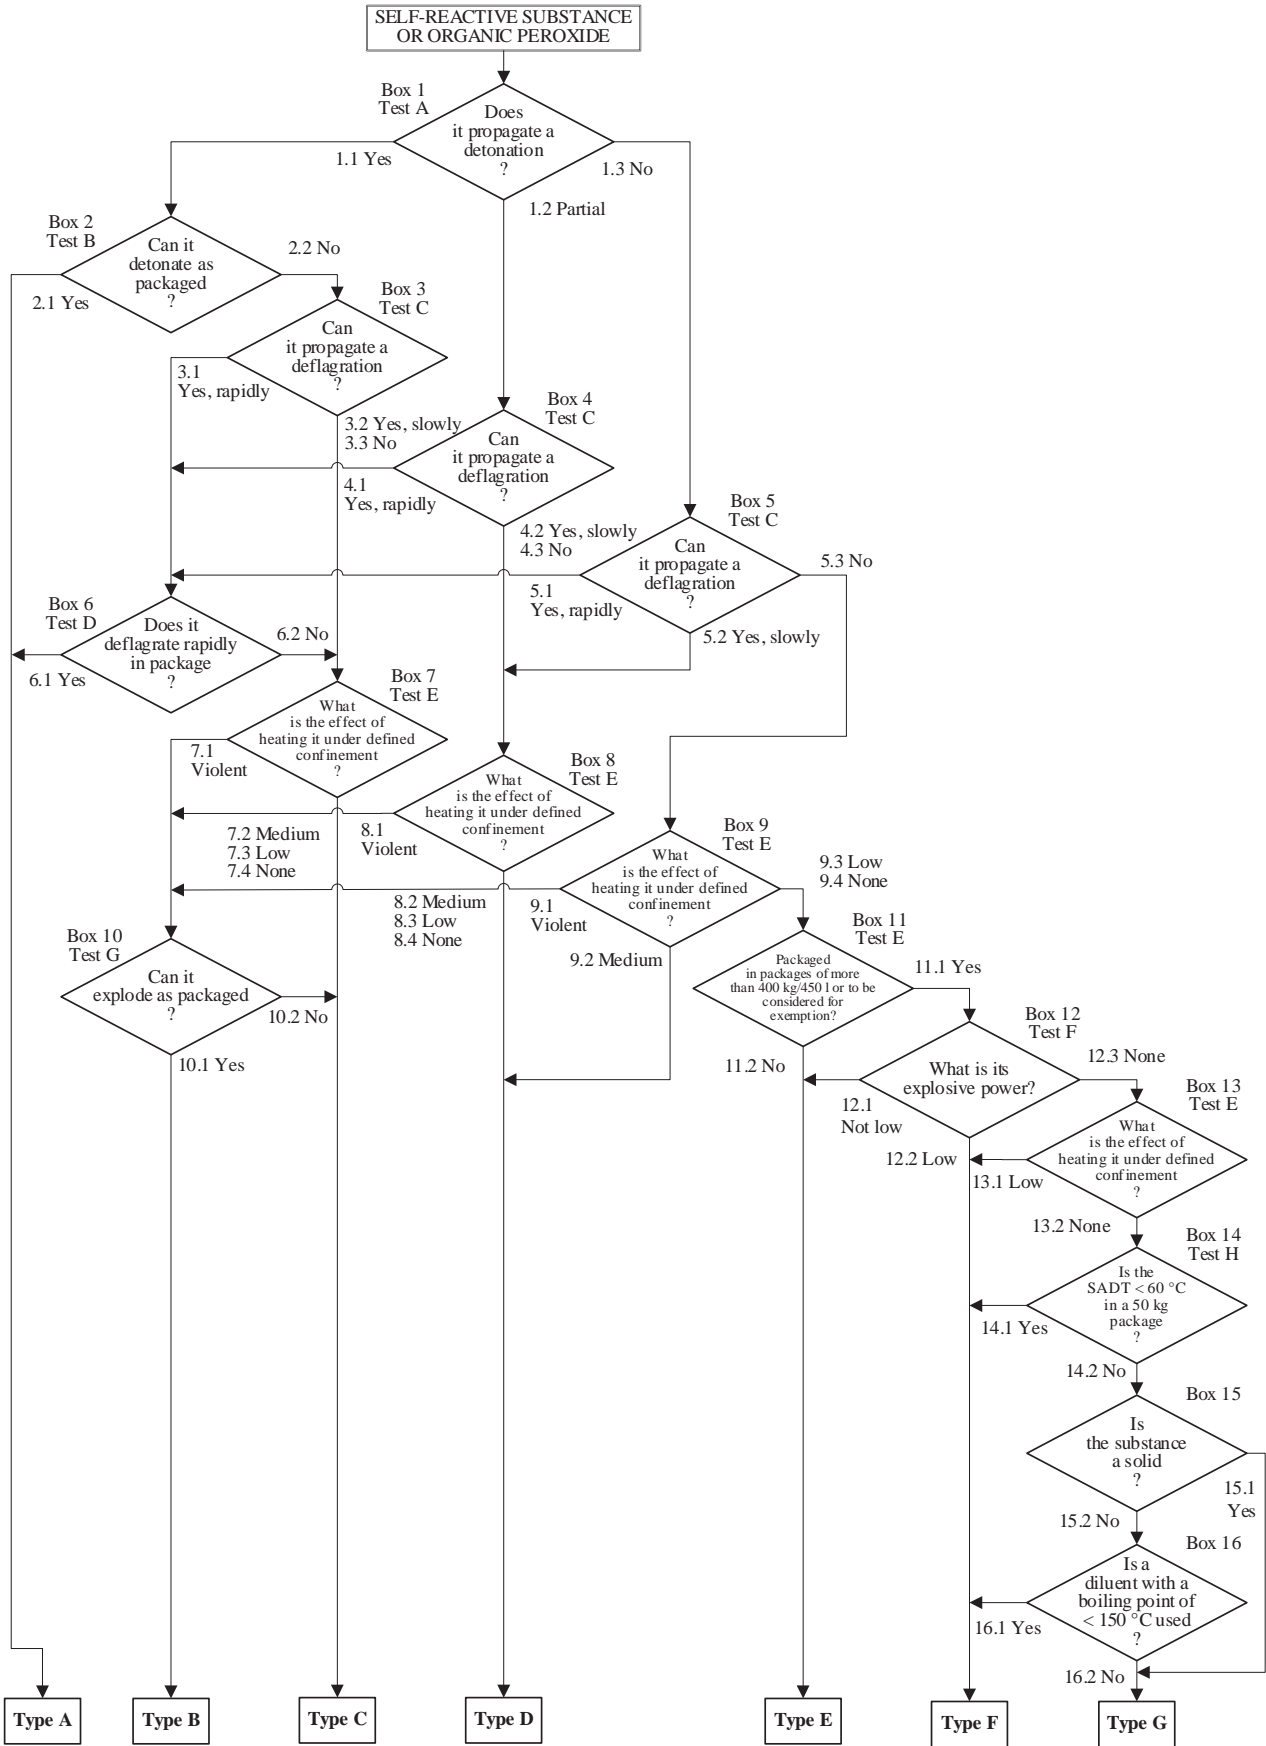 SELF-REACTIVE SUBSTANCE
OR ORGANIC PEROXIDE
Box 1
Test A
Does
it propagate a
detonation
?
1.1 Yes
1.3 No
1.2 Partial
Box 2
Test B
Can it
detonate as
packaged
?
2.2 No
2.1 Yes
Box 3
Test C
Can
it propagate a
deflagration
?
3.1
Yes, rapidly
3.2 Yes, slowly
3.3 No
Box 4
Test C
Can
it propagate a
deflagration
?
4.1
Yes, rapidly
4.2 Yes, slowly
4.3 No
Box 5
Test C
Can
it propagate a
deflagration
?
5.3 No
5.1
Yes, rapidly
5.2 Yes, slowly
Box 6
Test D
Does it
deflagrate rapidly
in package
?
6.2 No
6.1 Yes
Box 7
Test E
What
is the effect of
heating it under defined
confinement
?
7.1
Violent
7.2 Medium
7.3 Low
7.4 None
Box 8
Test E
What
is the effect of
heating it under defined
confinement
?
8.1
Violent
8.2 Medium
8.3 Low
8.4 None
Box 9
Test E
What
is the effect of
heating it under defined
confinement
?
9.3 Low
9.4 None
9.1
Violent
9.2 Medium
Box 10
Test G
Can it
explode as packaged
?
10.2 No
10.1 Yes
Box 11
Test E
Packaged
in packages of more
than 400 kg/450 l or to be
considered for
exemption?
11.1 Yes
11.2 No
Box 12
Test F
What is its
explosive power?
12.3 None
12.1
Not low
12.2 Low
Box 13
Test E
What
is the effect of
heating it under defined
confinement
?
13.1 Low
13.2 None
Box 14
Test H
Is the
SADT < 60 °C
in a 50 kg
package
?
14.1 Yes
14.2 No
Box 15
Is
the substance
a solid
?
15.1
Yes
15.2 No
Box 16
Is a
diluent with a
boiling point of
< 150 °C used
?
16.1 Yes
16.2 No
Type A
Type B
Type C
Type D
Type E
Type F
Type G